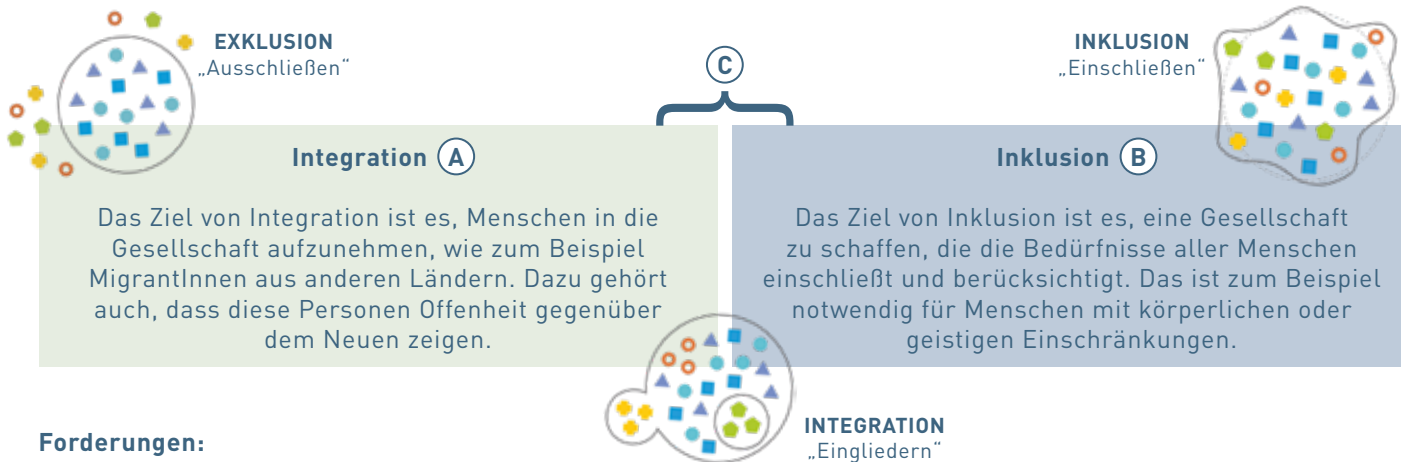 EXKLUSION
„Ausschließen“
C
INKLUSION
„Einschließen“
Integration A
Das Ziel von Integration ist es, Menschen in die
Gesellschaft aufzunehmen, wie zum Beispiel
MigrantInnen aus anderen Ländern. Dazu gehört
auch, dass diese Personen Offenheit gegenüber
dem Neuen zeigen.
Inklusion B
Das Ziel von Inklusion ist es, eine Gesellschaft
zu schaffen, die die Bedürfnisse aller Menschen
einschließt und berücksichtigt. Das ist zum Beispiel
notwendig für Menschen mit körperlichen oder
geistigen Einschränkungen.
INTEGRATION
„Eingliedern“
Forderungen: